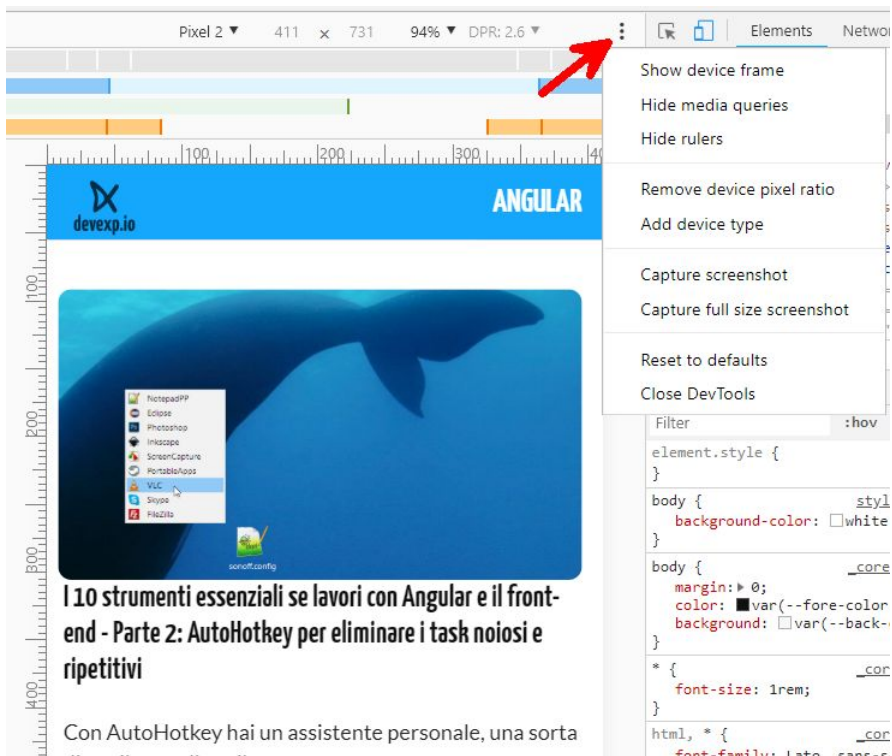 Pixel 2 ▼ 411 x 731 94% ▼ DPR: 2.6 ▼
Elements
Show device frame
Hide media queries
Hide rulers
Remove device pixel ratio
Add device type
Capture screenshot
Capture full size screenshot
Reset to defaults
Close DevTools
100 200 300
100
200
300
400
devexp.io
ANGULAR
NotepadPP
Eclipse
Photoshop
Inkscape
ScreenCapture
PortableApps
VLC
Skype
FileZilla
sonoff.config
I 10 strumenti essenziali se lavori con Angular e il front-
end - Parte 2: AutoHotkey per eliminare i task noiosi e
ripetitivi
Con AutoHotkey hai un assistente personale, una sorta
Filter :hov
element.style {
}
body { styl
background-color: white
}
body { _core
margin: 0;
color: var(--fore-color
background: var(--back-
}
* { _cor
font-size: 1rem;
}
html, * { _cor